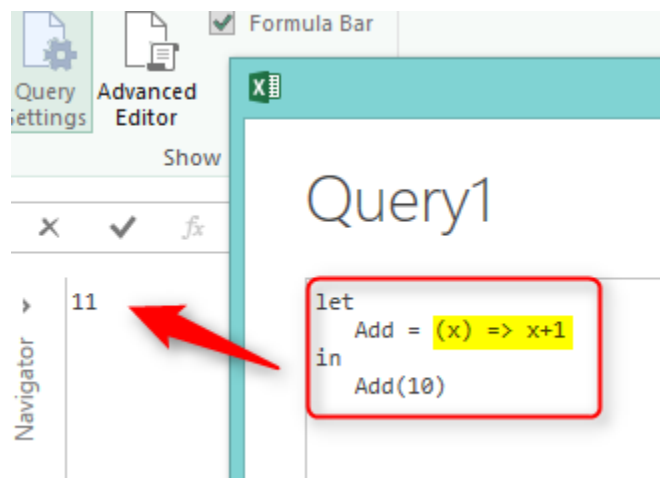 Formula Bar
Query
Settings
Advanced
Editor
Show
fx
Navigator
11
Query1
let
Add = (x) => x+1
in
Add(10)